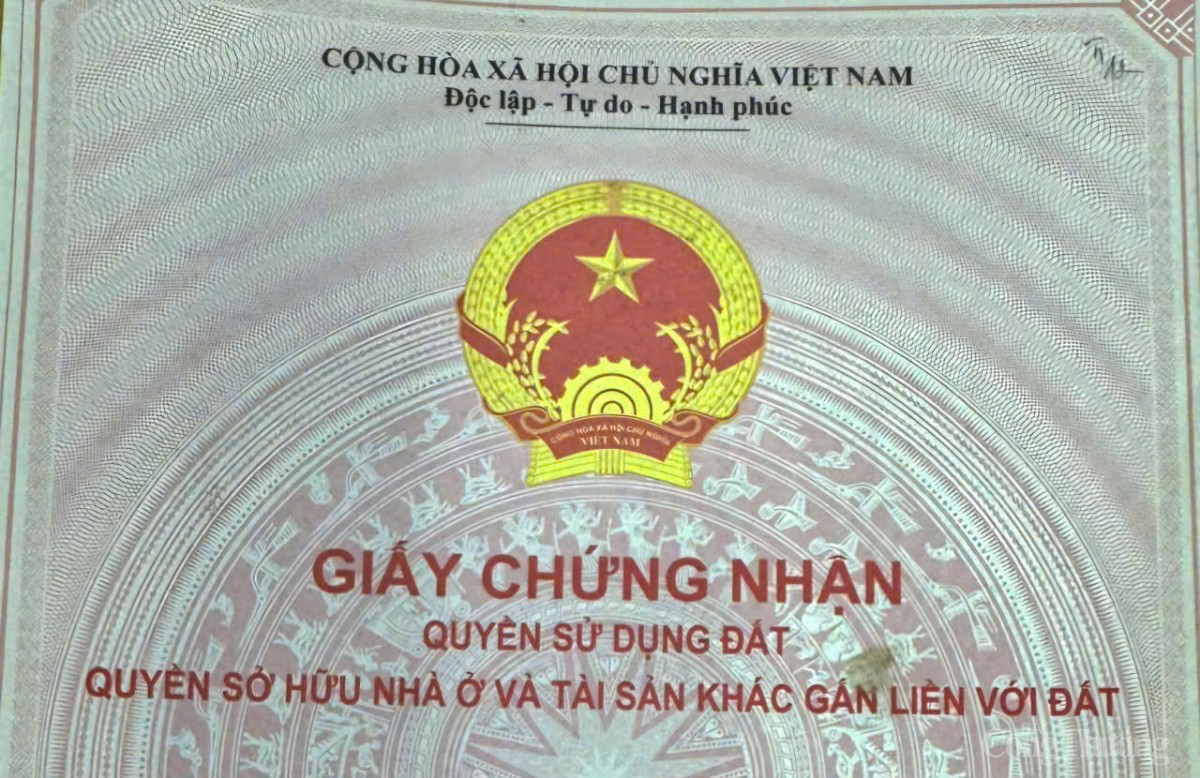 CỘNG HÒA XÃ HỘI CHỦ NGHĨA VIỆT NAM
Độc lập - Tự do - Hạnh phúc
CỘNG HÒA XÃ HỘI CHỦ NGHĨA
VIỆT NAM
GIẤY CHỨNG NHẬN
QUYỀN SỬ DỤNG ĐẤT
QUYỀN SỞ HỮU NHÀ Ở VÀ TÀI SẢN KHÁC GẮN LIỀN VỚI ĐẤT